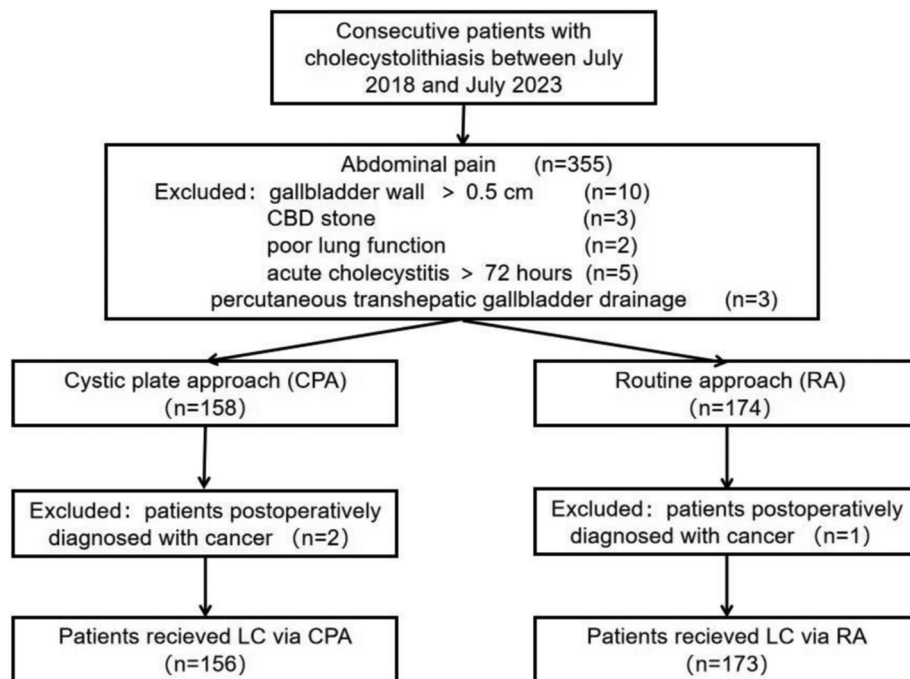 Consecutive patients with
cholecystolithiasis between July
2018 and July 2023
Abdominal pain (n=355)
Excluded: gallbladder wall > 0.5 cm (n=10)
CBD stone (n=3)
poor lung function (n=2)
acute cholecystitis > 72 hours (n=5)
percutaneous transhepatic gallbladder drainage (n=3)
Cystic plate approach (CPA)
(n=158)
Routine approach (RA)
(n=174)
Excluded: patients postoperatively
diagnosed with cancer (n=2)
Excluded: patients postoperatively
diagnosed with cancer (n=1)
Patients recieved LC via CPA
(n=156)
Patients recieved LC via RA
(n=173)